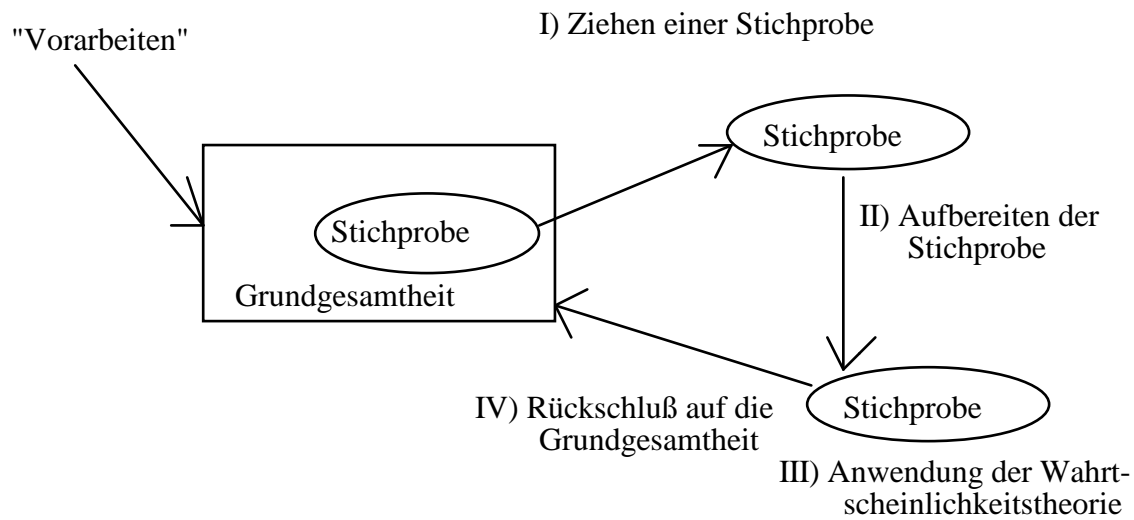 "Vorarbeiten"
I) Ziehen einer Stichprobe
Stichprobe
Stichprobe
Grundgesamtheit
II) Aufbereiten der
Stichprobe
Stichprobe
IV) Rückschluß auf die
Grundgesamtheit
III) Anwendung der Wahrt-
scheinlichkeitstheorie